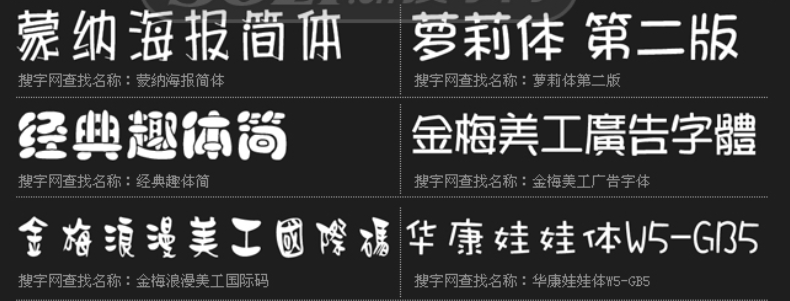 蒙纳海报简体
搜字网查找名称：蒙纳海报简体
萝莉体 第二版
搜字网查找名称：萝莉体第二版
经典趣体简
搜字网查找名称：经典趣体简
金梅美工廣告字體
搜字网查找名称：金梅美工广告字体
金梅浪漫美工國際碼
搜字网查找名称：金梅浪漫美工国际码
华康娃娃体W5-GB5
搜字网查找名称：华康娃娃体W5-GB5